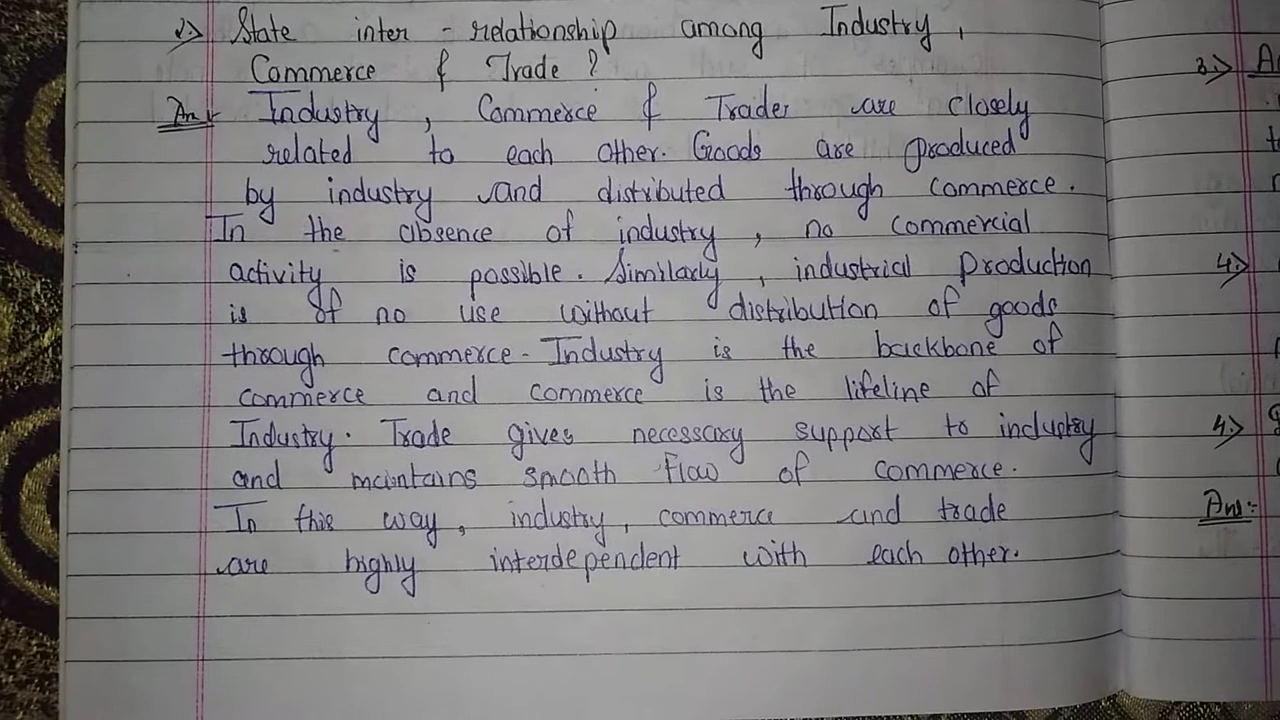 2.> State inter-relationship among Industry,
Commerce & Trade?
Ans Industry, Commerce & Trades are closely
related to each other. Goods are produced
by industry and distributed through commerce.
In the absence of industry, no commercial
activity is possible. Similarly, industrial production
is of no use without distribution of goods
through commerce. Industry is the backbone of
commerce and commerce is the lifeline of
Industry. Trade gives necessary support to industry
and maintains smooth flow of commerce.
In this way, industry, commerce and trade
are highly interdependent with each other.
3.>
4.>
4.>
Ans:-